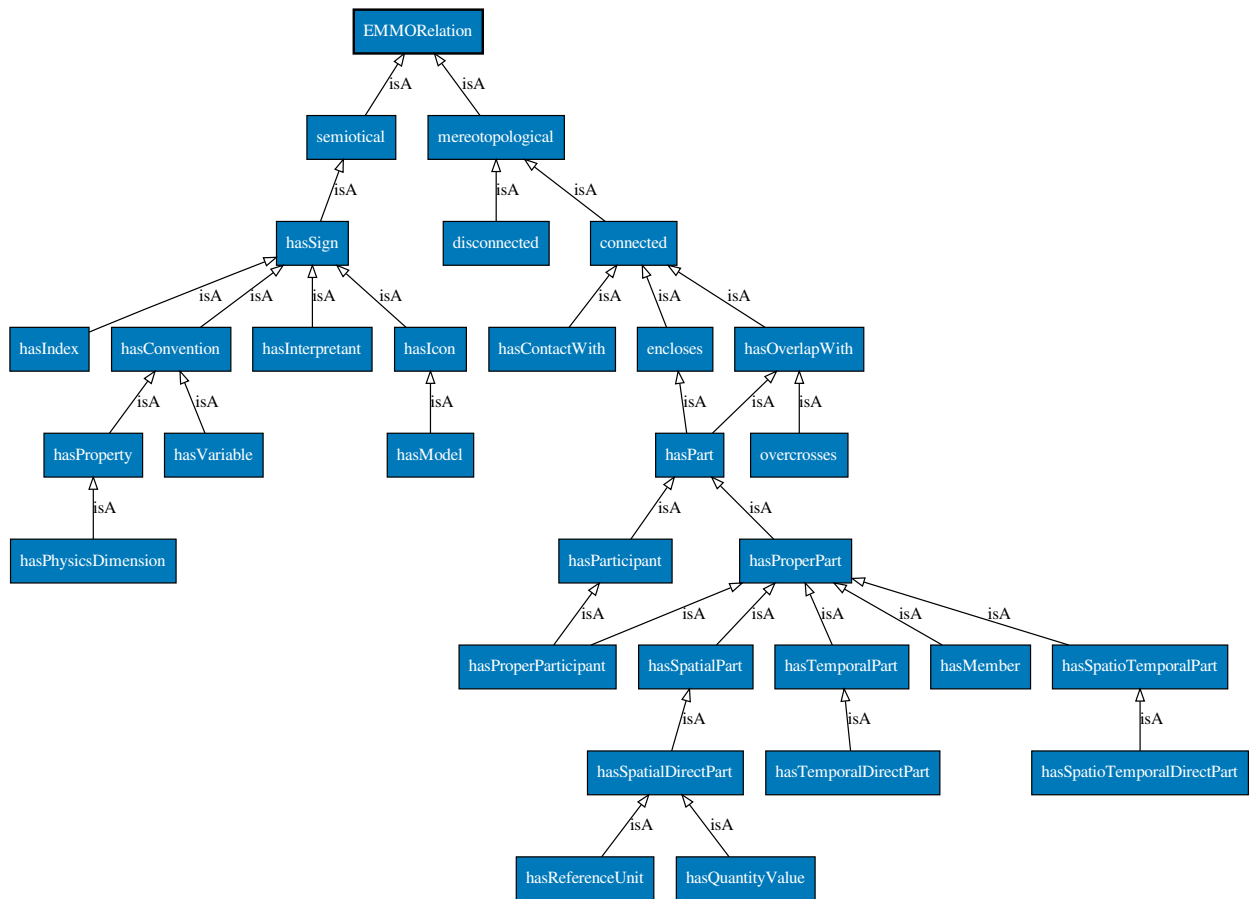 EMMORelation
isA isA
semiotical mereotopological
isA isA isA
hasSign disconnected connected
isA isA isA isA isA isA isA
hasIndex hasConvention hasInterpretant hasIcon hasContactWith encloses hasOverlapWith
isA isA isA isA isA isA
hasProperty hasVariable hasModel hasPart overcrosses
isA isA isA
hasPhysicsDimension hasParticipant hasProperPart
isA isA isA isA isA isA
hasProperParticipant hasSpatialPart hasTemporalPart hasMember hasSpatioTemporalPart
isA isA isA
hasSpatialDirectPart hasTemporalDirectPart hasSpatioTemporalDirectPart
isA isA
hasReferenceUnit hasQuantityValue